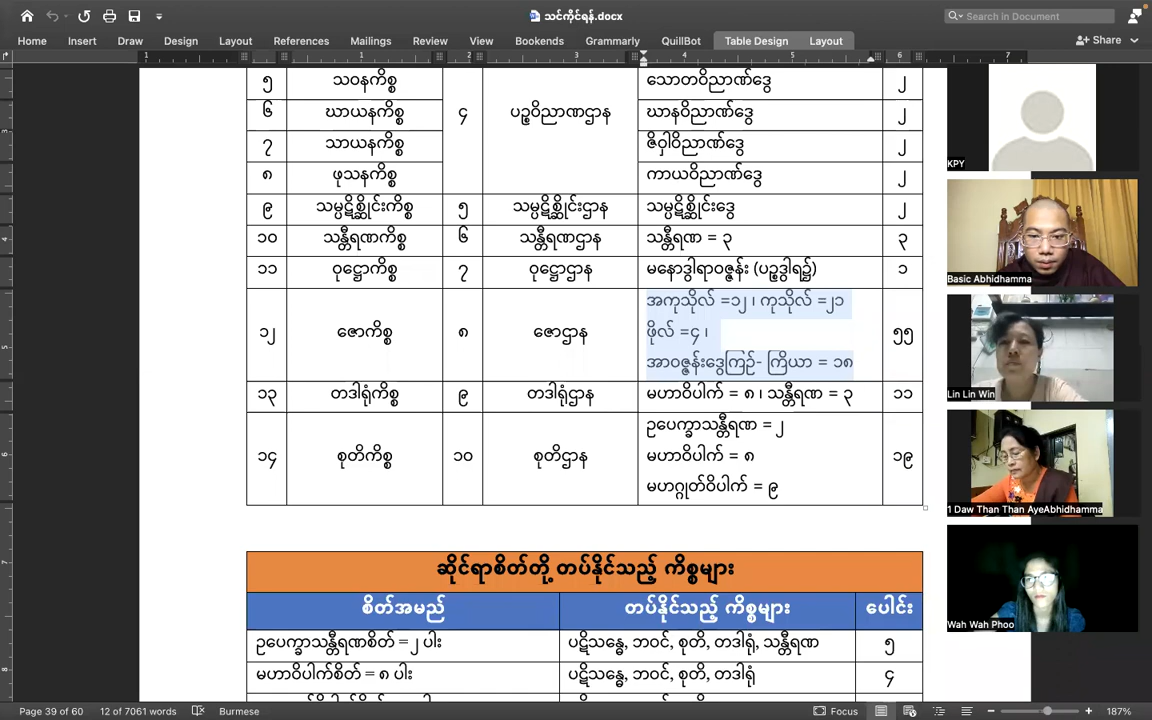 သင်ကိုင်ရန်.docx
Search in Document
Home Insert Draw Design Layout References Mailings Review View Bookends Grammarly QuillBot Table Design Layout Share
၅ သဝနကိစ္စ သောတဝိညာဏ်ဒွေ ၂
၆ ဃာယနကိစ္စ ၄ ပဉ္စဝိညာဏဌာန ဃာနဝိညာဏ်ဒွေ ၂
၇ သာယနကိစ္စ ဇိဝှါဝိညာဏ်ဒွေ ၂
KPY
၈ ဖုသနကိစ္စ ကာယဝိညာဏ်ဒွေ ၂
၉ သမ္ပဋိစ္ဆိုင်းကိစ္စ ၅ သမ္ပဋိစ္ဆိုင်းဌာန သမ္ပဋိစ္ဆိုင်းဒွေ ၂
၁၀ သန္တီရဏကိစ္စ ၆ သန္တီရဏဌာန သန္တီရဏ = ၃ ၃
၁၁ ဝုဋ္ဌောကိစ္စ ၇ ဝုဋ္ဌောဌာန မနောဒွါရာဝဇ္ဇန်း (ပဉ္စဒွါရ၌) ၁
Basic Abhidhamma
၁၂ ဇောကိစ္စ ၈ ဇောဌာန အကုသိုလ် =၁၂ ၊ ကုသိုလ် =၂၁
ဖိုလ် =၄ ၊
အာဝဇ္ဇန်းဒွေကြဉ်- ကြိယာ = ၁၈ ၅၅
Lin Lin Win
၁၃ တဒါရုံကိစ္စ ၉ တဒါရုံဌာန မဟာဝိပါက် = ၈ ၊ သန္တီရဏ = ၃ ၁၁
၁၄ စုတိကိစ္စ ၁၀ စုတိဌာန ဥပေက္ခာသန္တီရဏ = ၂
မဟာဝိပါက် = ၈
မဟဂ္ဂုတ်ဝိပါက် = ၉ ၁၉
1 Daw Than Than AyeAbhidhamma
ဆိုင်ရာစိတ်တို့ တပ်နိုင်သည့် ကိစ္စများ
စိတ်အမည် တပ်နိုင်သည့် ကိစ္စများ ပေါင်း
Wah Wah Phoo
ဥပေက္ခာသန္တီရဏစိတ် =၂ ပါး ပဋိသန္ဓေ, ဘဝင်, စုတိ, တဒါရုံ, သန္တီရဏ ၅
မဟာဝိပါက်စိတ် = ၈ ပါး ပဋိသန္ဓေ, ဘဝင်, စုတိ, တဒါရုံ ၄
Page 39 of 60 12 of 7061 words Burmese Focus 187%